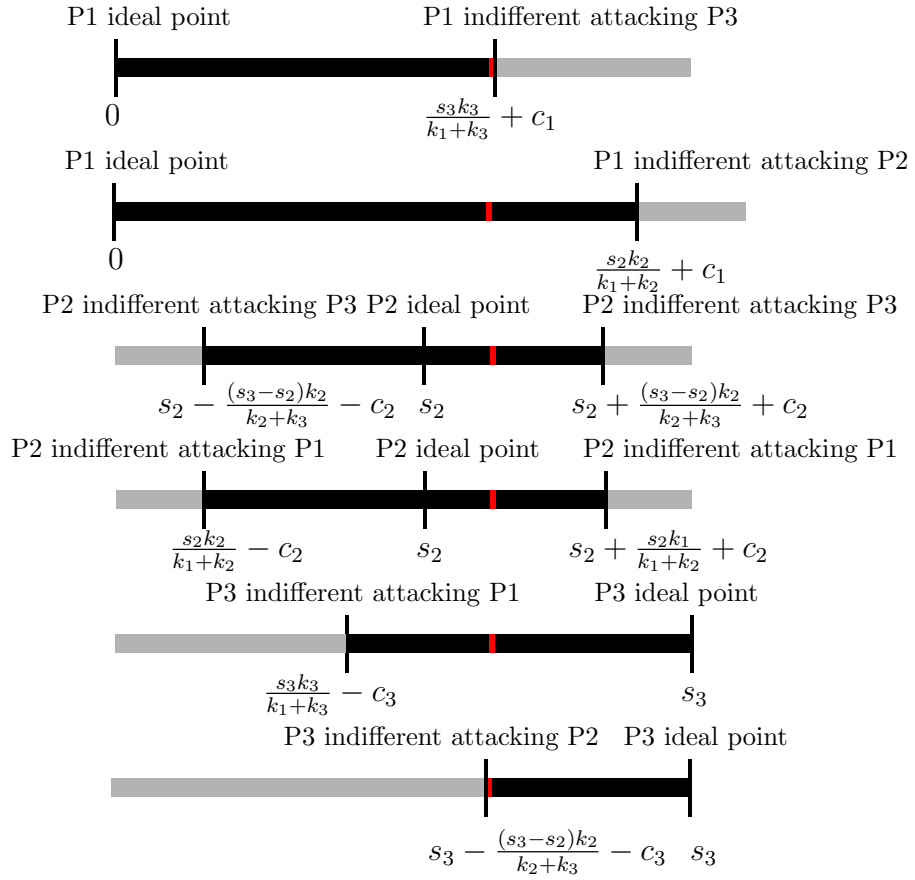 P1 ideal point P1 indifferent attacking P3
0 \frac{s_3k_3}{k_1+k_3} + c_1
P1 ideal point P1 indifferent attacking P2
0 \frac{s_2k_2}{k_1+k_2} + c_1
P2 indifferent attacking P3 P2 ideal point P2 indifferent attacking P3
s_2 - \frac{(s_3-s_2)k_2}{k_2+k_3} - c_2 s_2 s_2 + \frac{(s_3-s_2)k_2}{k_2+k_3} + c_2
P2 indifferent attacking P1 P2 ideal point P2 indifferent attacking P1
\frac{s_2k_2}{k_1+k_2} - c_2 s_2 s_2 + \frac{s_2k_1}{k_1+k_2} + c_2
P3 indifferent attacking P1 P3 ideal point
\frac{s_3k_3}{k_1+k_3} - c_3 s_3
P3 indifferent attacking P2 P3 ideal point
s_3 - \frac{(s_3-s_2)k_2}{k_2+k_3} - c_3 s_3